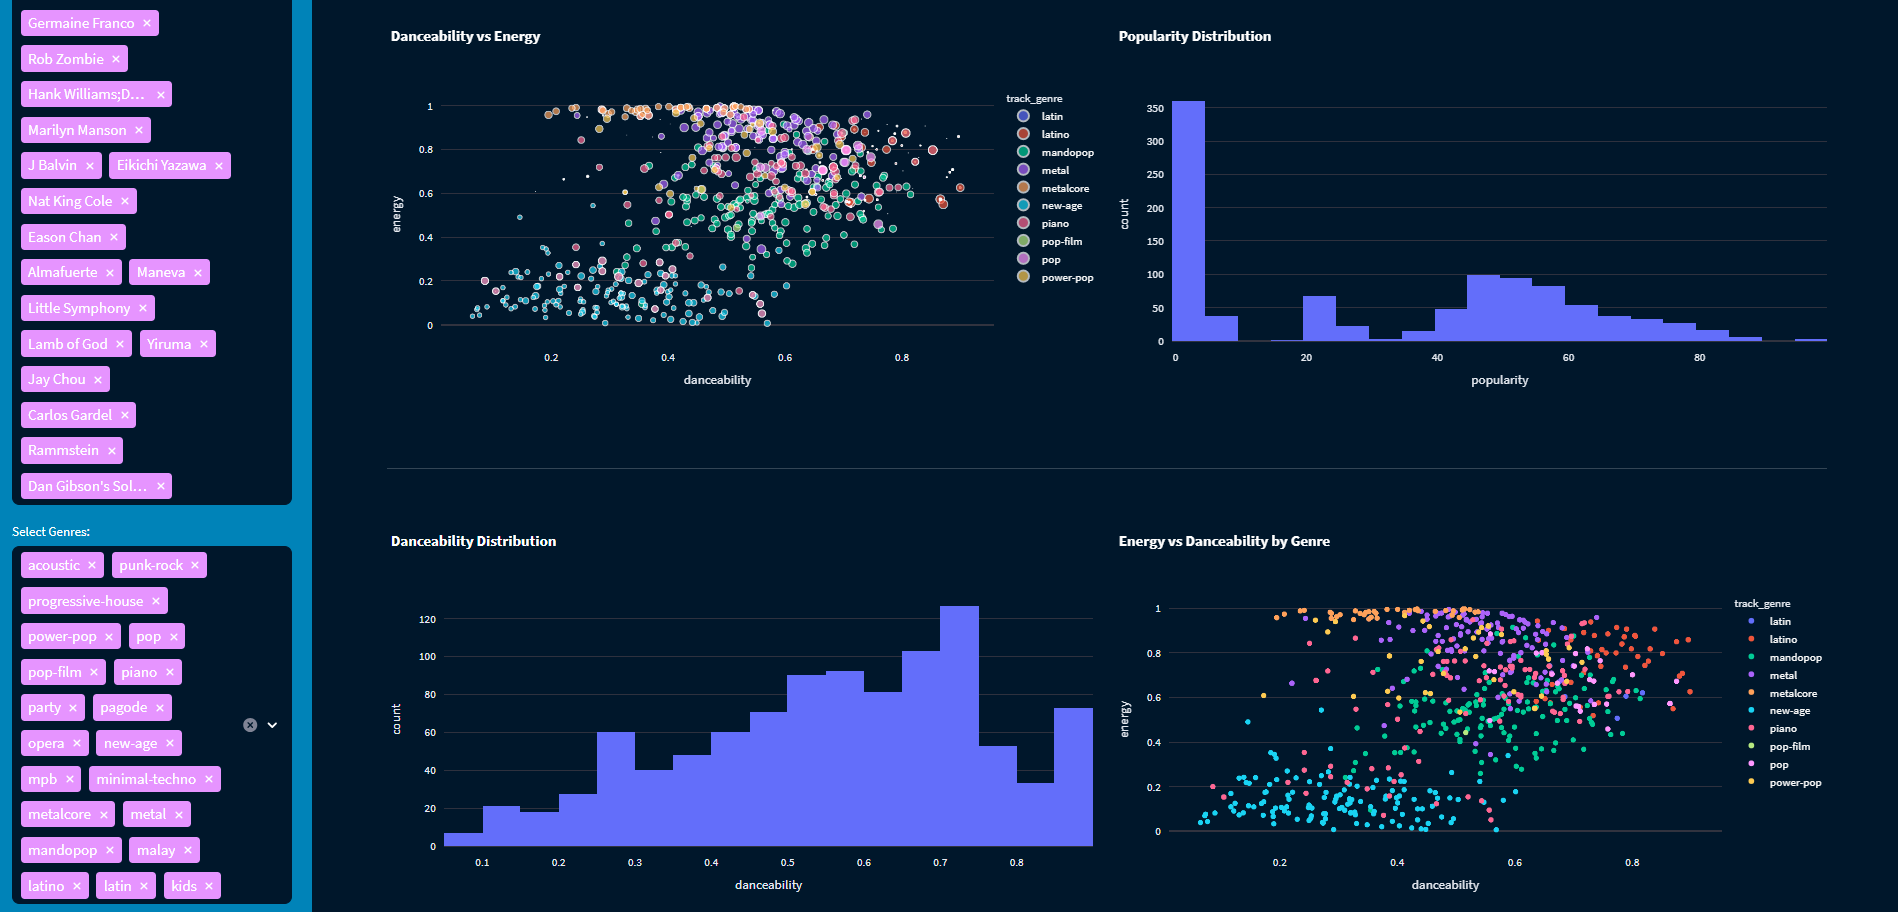 Germaine Franco ×
Rob Zombie ×
Hank Williams;D... ×
Marilyn Manson ×
J Balvin × Eikichi Yazawa ×
Nat King Cole ×
Eason Chan ×
Almafuerte × Maneva ×
Little Symphony ×
Lamb of God × Yiruma ×
Jay Chou ×
Carlos Gardel ×
Rammstein ×
Dan Gibson's Sol... ×
Select Genres:
acoustic × punk-rock ×
progressive-house ×
power-pop × pop ×
pop-film × piano ×
party × pagode ×
opera × new-age ×
mpb × minimal-techno ×
metalcore × metal ×
mandopop × malay ×
latino × latin × kids ×
Danceability vs Energy
1
0.8
0.6
0.4
0.2
0
energy
0.2 0.4 0.6 0.8
danceability
track_genre
latin
latino
mandopop
metal
metalcore
new-age
piano
pop-film
pop
power-pop
Popularity Distribution
350
300
250
200
150
100
50
0
count
0 20 40 60 80
popularity
Danceability Distribution
120
100
80
60
40
20
0
count
0.1 0.2 0.3 0.4 0.5 0.6 0.7 0.8
danceability
Energy vs Danceability by Genre
1
0.8
0.6
0.4
0.2
0
energy
0.2 0.4 0.6 0.8
danceability
track_genre
latin
latino
mandopop
metal
metalcore
new-age
piano
pop-film
pop
power-pop